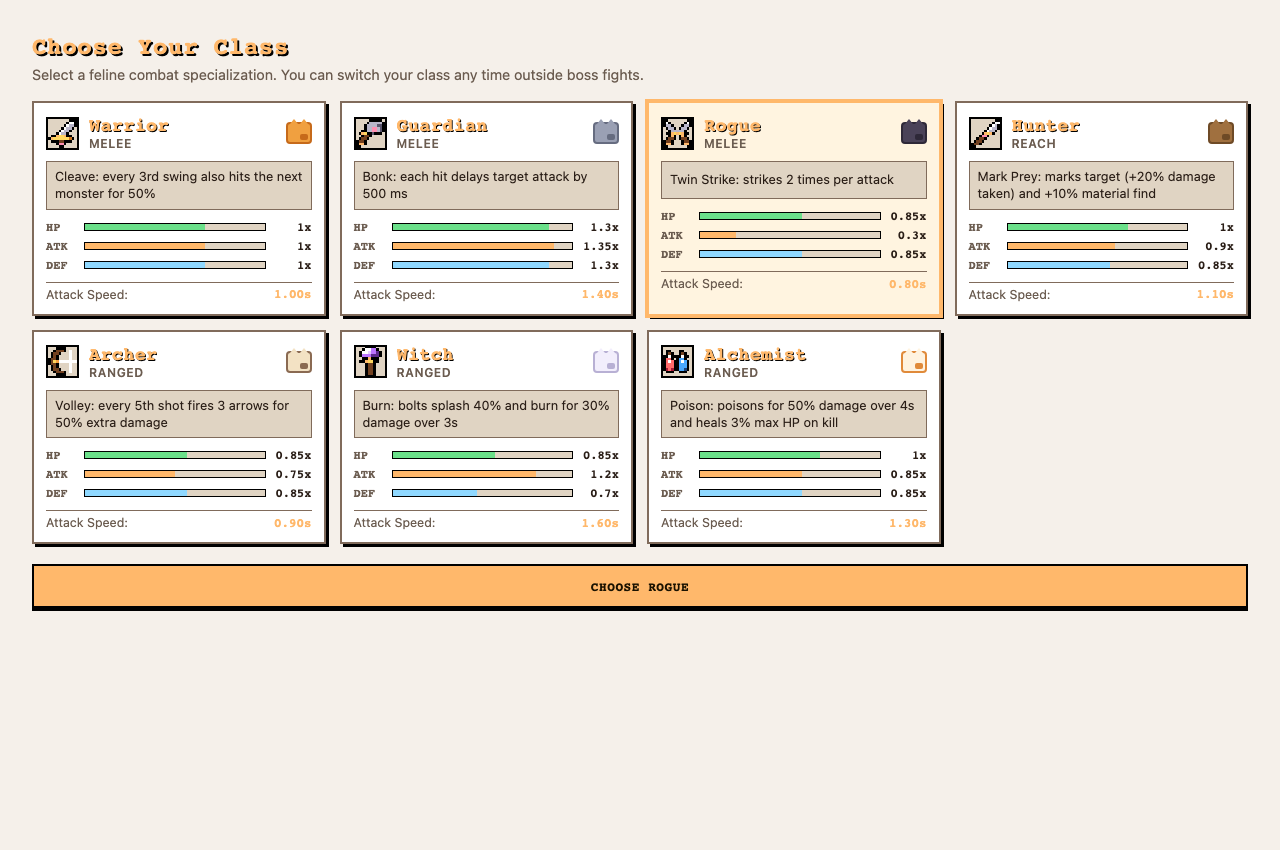 Choose Your Class
Select a feline combat specialization. You can switch your class any time outside boss fights.
Warrior
MELEE
Cleave: every 3rd swing also hits the next
monster for 50%
HP 1x
ATK 1x
DEF 1x
Attack Speed: 1.00s
Guardian
MELEE
Bonk: each hit delays target attack by
500 ms
HP 1.3x
ATK 1.35x
DEF 1.3x
Attack Speed: 1.40s
Rogue
MELEE
Twin Strike: strikes 2 times per attack
HP 0.85x
ATK 0.3x
DEF 0.85x
Attack Speed: 0.80s
Hunter
REACH
Mark Prey: marks target (+20% damage
taken) and +10% material find
HP 1x
ATK 0.9x
DEF 0.85x
Attack Speed: 1.10s
Archer
RANGED
Volley: every 5th shot fires 3 arrows for
50% extra damage
HP 0.85x
ATK 0.75x
DEF 0.85x
Attack Speed: 0.90s
Witch
RANGED
Burn: bolts splash 40% and burn for 30%
damage over 3s
HP 0.85x
ATK 1.2x
DEF 0.7x
Attack Speed: 1.60s
Alchemist
RANGED
Poison: poisons for 50% damage over 4s
and heals 3% max HP on kill
HP 1x
ATK 0.85x
DEF 0.85x
Attack Speed: 1.30s
CHOOSE ROGUE